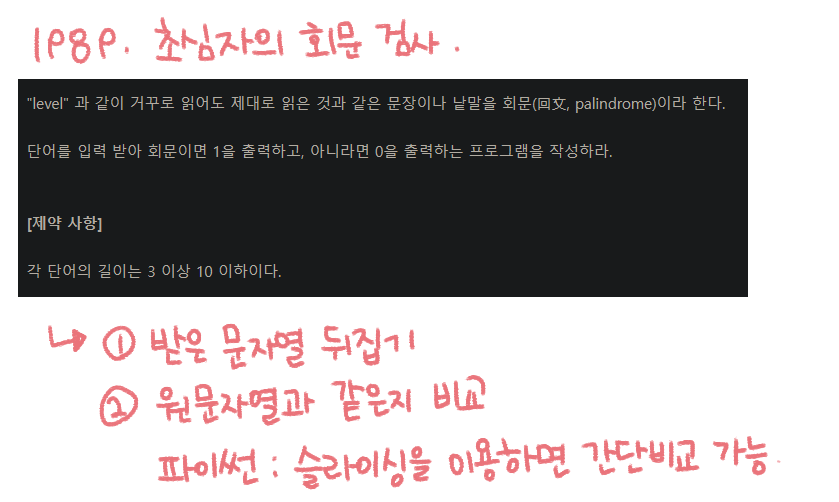 1989. 초심자의 회문 검사.
"level" 과 같이 거꾸로 읽어도 제대로 읽은 것과 같은 문장이나 낱말을 회문(回文, palindrome)이라 한다.
단어를 입력 받아 회문이면 1을 출력하고, 아니라면 0을 출력하는 프로그램을 작성하라.
[제약 사항]
각 단어의 길이는 3 이상 10 이하이다.
↳ ① 받은 문자열 뒤집기
② 원문자열과 같은지 비교
파이썬 : 슬라이싱을 이용하면 간단비교 가능.